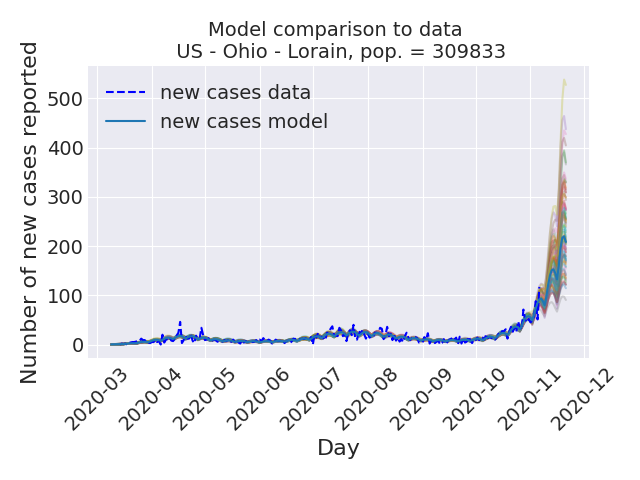 Model comparison to data
US - Ohio - Lorain, pop. = 309833
Number of new cases reported
500
400
300
200
100
0
new cases data
new cases model
2020-03
2020-04
2020-05
2020-06
2020-07
2020-08
2020-09
2020-10
2020-11
2020-12
Day